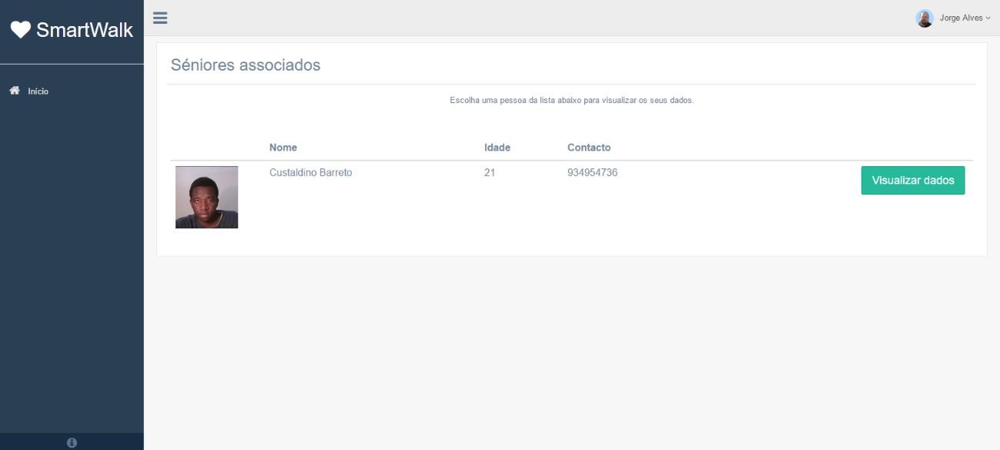 SmartWalk
Jorge Alves
Início
Séniores associados
Escolha uma pessoa da lista abaixo para visualizar os seus dados.
Nome Idade Contacto
Custaldino Barreto 21 934954736 Visualizar dados